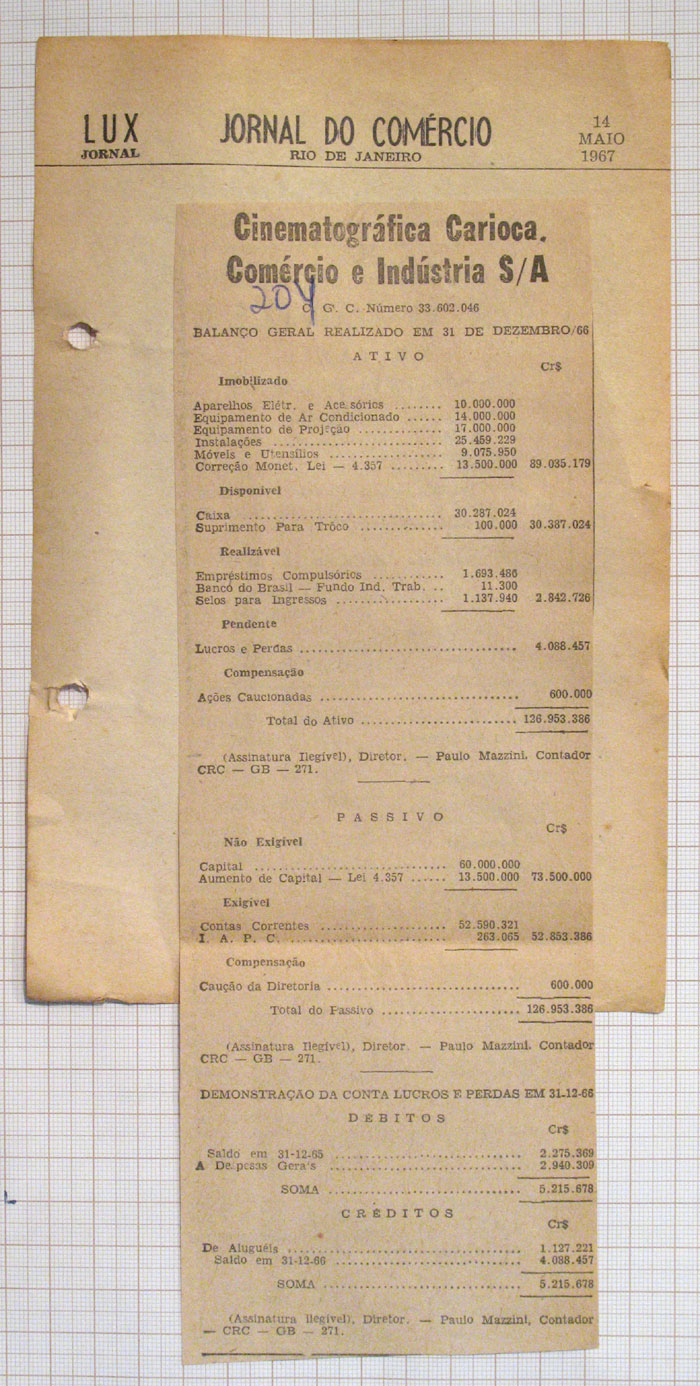 LUX
JORNAL
JORNAL DO COMÉRCIO
RIO DE JANEIRO
14
MAIO
1967
Cinematográfica Carioca.
Comércio e Indústria S/A
204
C. G. C. Número 33.602.046
BALANÇO GERAL REALIZADO EM 31 DE DEZEMBRO/66
ATIVO
Cr$
Imobilizado
Aparelhos Elétr. e Acessórios ........ 10.000.000
Equipamento de Ar Condicionado ...... 14.000.000
Equipamento de Projeção ............. 17.000.000
Instalações .......................... 25.459.229
Móveis e Utensílios .................. 9.075.950
Correção Monet. Lei — 4.357 ......... 13.500.000 89.035.179
Disponível
Caixa ............................... 30.287.024
Suprimento Para Trôco .............. 100.000 30.387.024
Realizável
Empréstimos Compulsórios ........... 1.693.486
Banco do Brasil — Fundo Ind. Trab. .. 11.300
Selos para Ingressos ................. 1.137.940 2.842.726
Pendente
Lucros e Perdas ..................................... 4.088.457
Compensação
Ações Caucionadas .................................. 600.000
Total do Ativo ........................... 126.953.386
(Assinatura Ilegível), Diretor. — Paulo Mazzini, Contador
CRC — GB — 271.
PASSIVO
Cr$
Não Exigível
Capital ............................... 60.000.000
Aumento de Capital — Lei 4.357 ...... 13.500.000 73.500.000
Exigível
Contas Correntes .................... 52.590.321
I. A. P. C. .......................... 263.065 52.853.386
Compensação
Caução da Diretoria ................................ 600.000
Total do Passivo ....................... 126.953.386
(Assinatura Ilegível), Diretor. — Paulo Mazzini, Contador
CRC — GB — 271.
DEMONSTRAÇÃO DA CONTA LUCROS E PERDAS EM 31-12-66
DÉBITOS
Cr$
Saldo em 31-12-65 ............................... 2.275.369
A Despesas Gerais ................................ 2.940.309
SOMA ................................ 5.215.678
CRÉDITOS
Cr$
De Aluguéis ....................................... 1.127.221
Saldo em 31-12-66 ............................... 4.088.457
SOMA ................................. 5.215.678
(Assinatura Ilegível), Diretor. — Paulo Mazzini, Contador
— CRC — GB — 271.